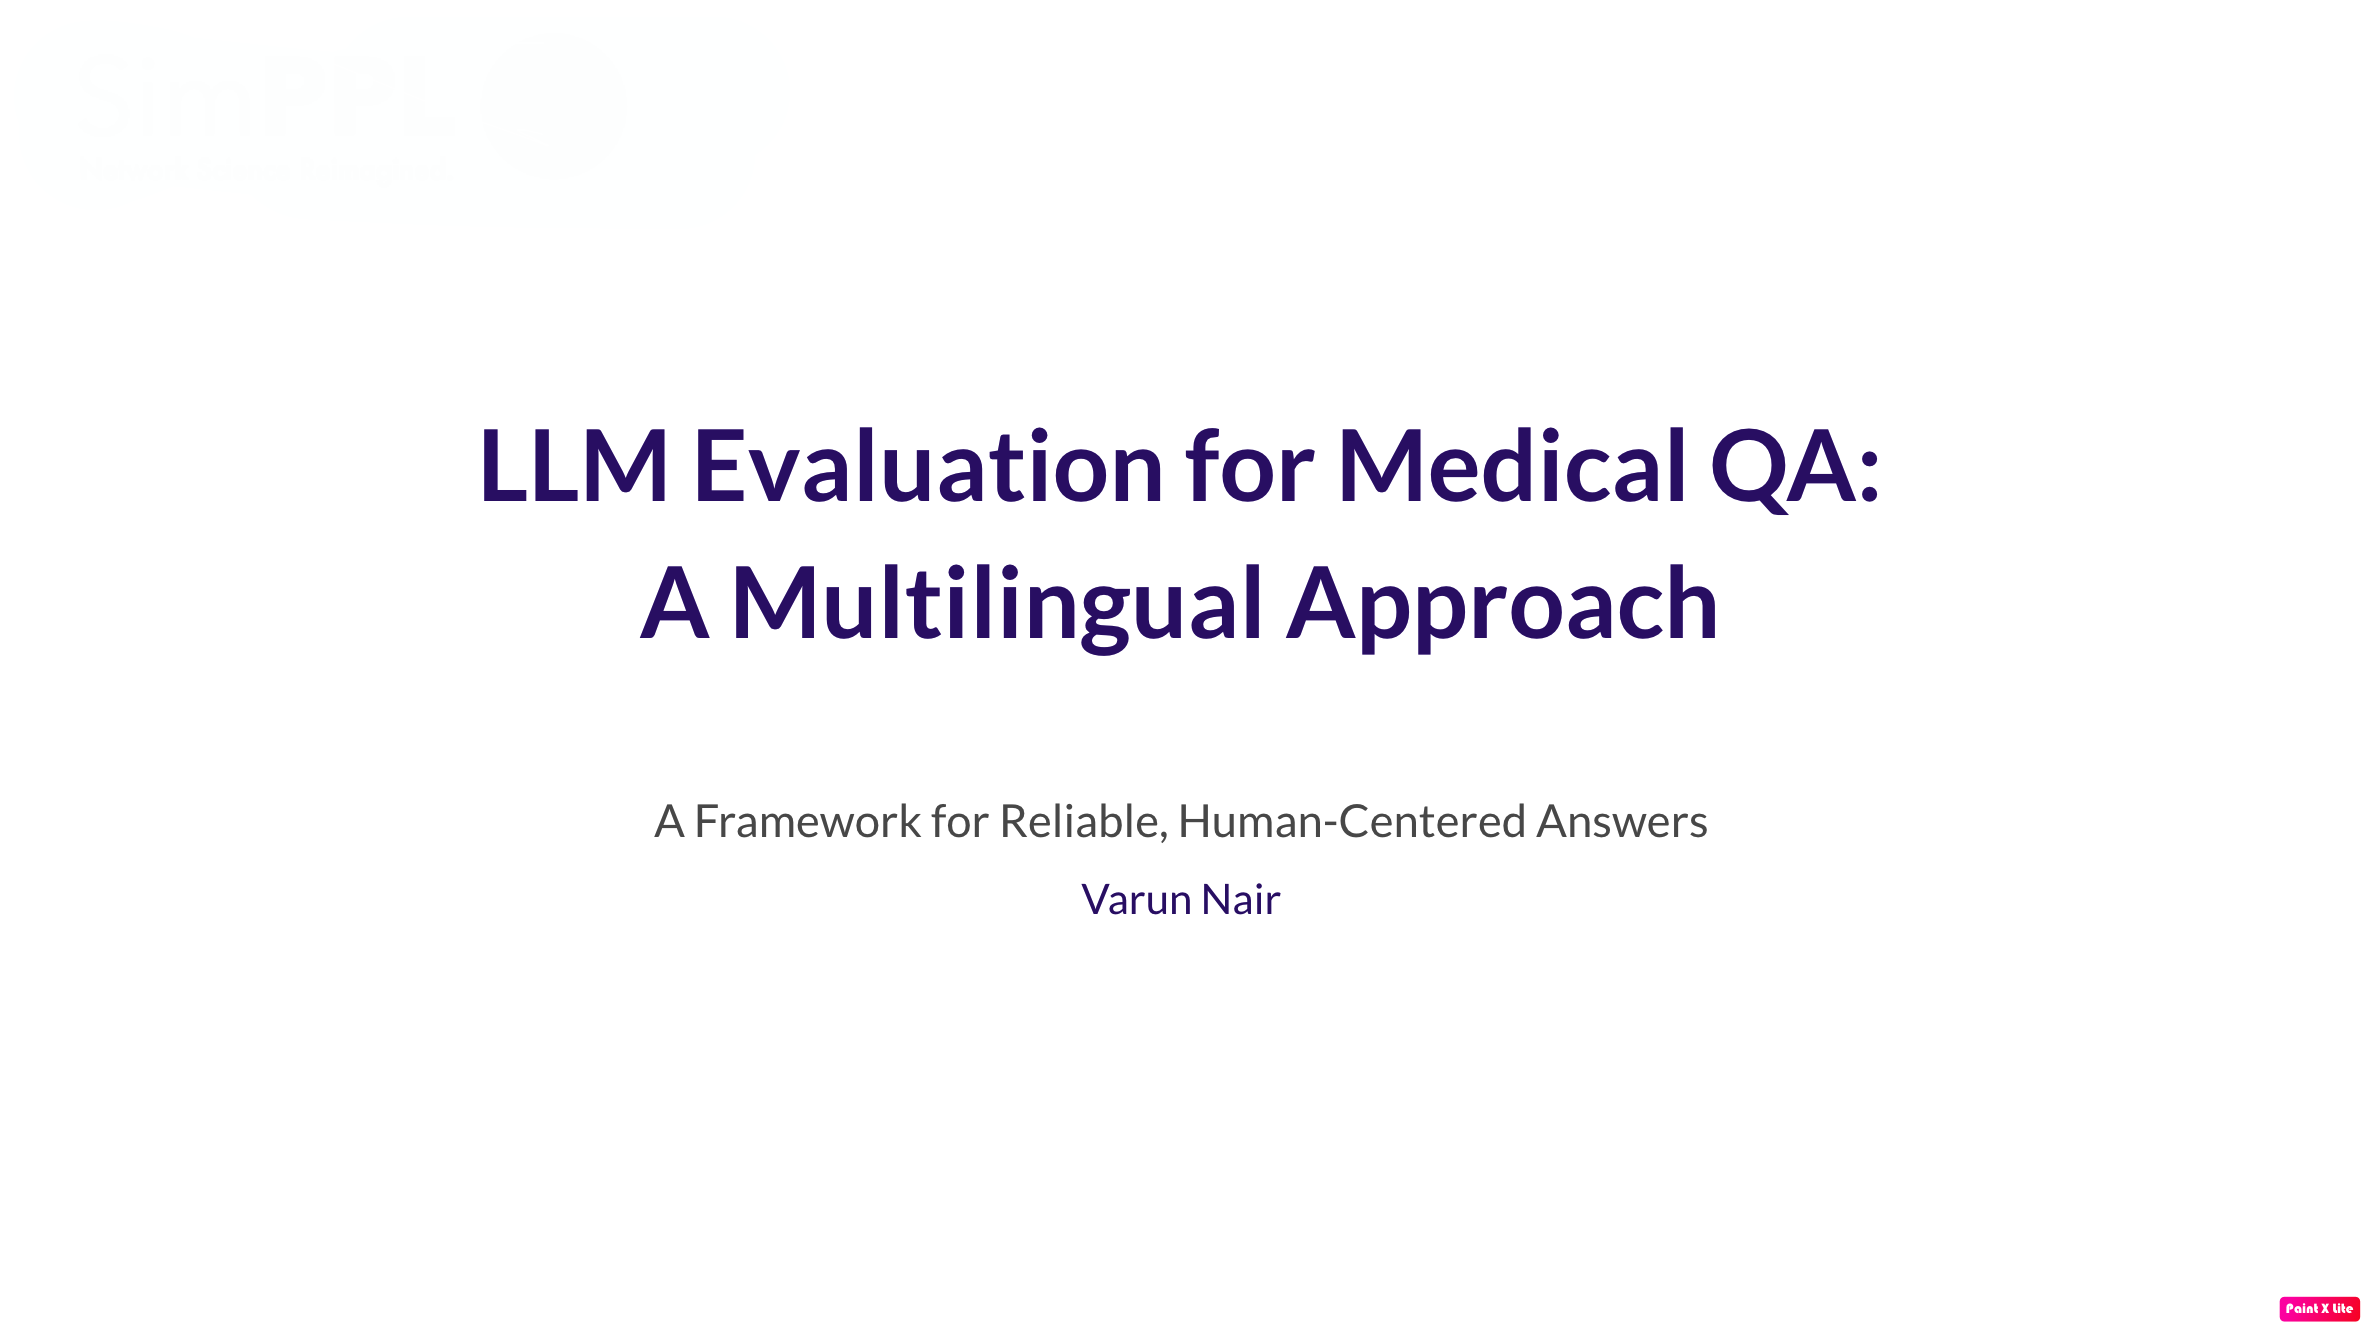 LLM Evaluation for Medical QA:
A Multilingual Approach
A Framework for Reliable, Human-Centered Answers
Varun Nair
Paint X Lite